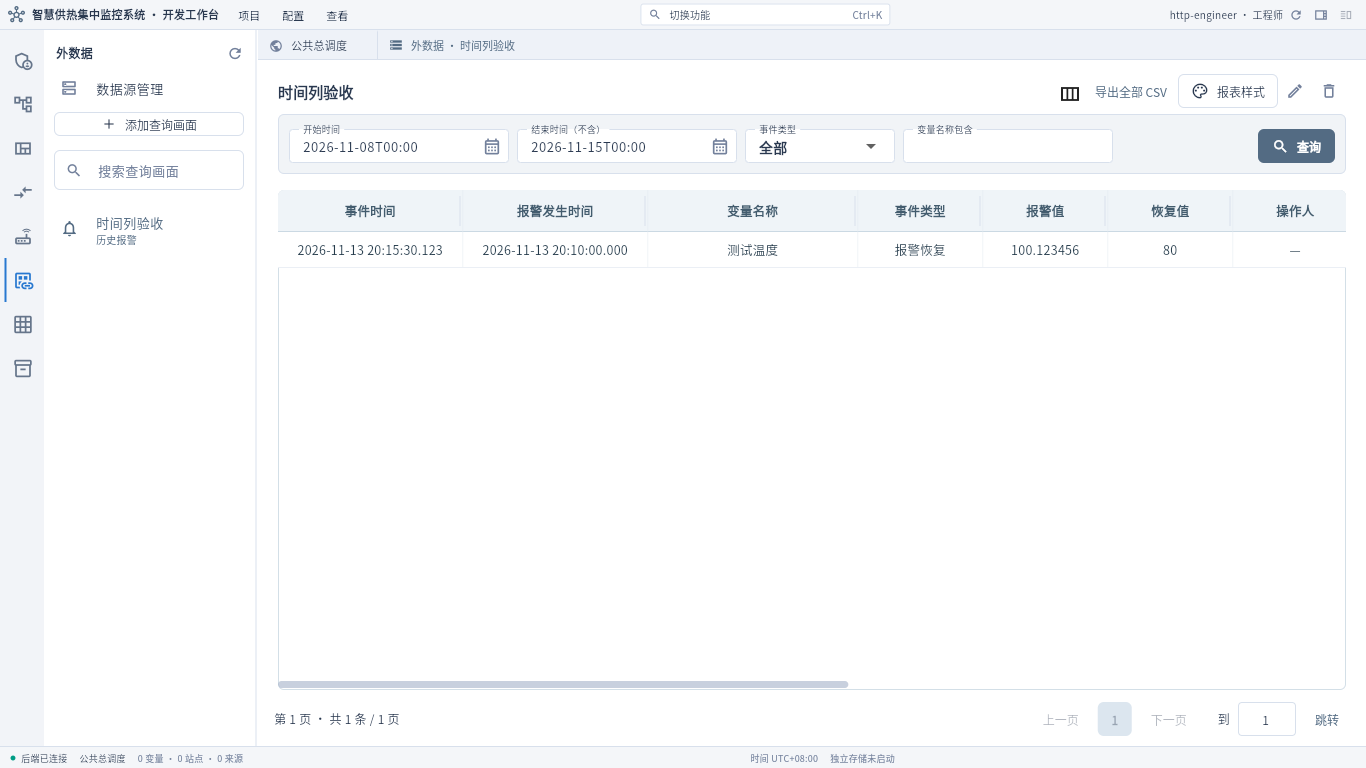 智慧供热集中监控系统 · 开发工作台 项目 配置 查看 切换功能 Ctrl+K http-engineer · 工程师
外数据
公共总调度 外数据 · 时间列验收
数据源管理
添加查询画面
搜索查询画面
时间列验收
历史报警
时间列验收 导出全部 CSV 报表样式
开始时间 结束时间（不含） 事件类型 变量名称包含
2026-11-08T00:00 2026-11-15T00:00 全部 查询
事件时间 报警发生时间 变量名称 事件类型 报警值 恢复值 操作人
2026-11-13 20:15:30.123 2026-11-13 20:10:00.000 测试温度 报警恢复 100.123456 80 —
第 1 页 · 共 1 条 / 1 页 上一页 1 下一页 到 1 跳转
后端已连接 公共总调度 0 变量 · 0 站点 · 0 来源 时间 UTC+08:00 独立存储未启动